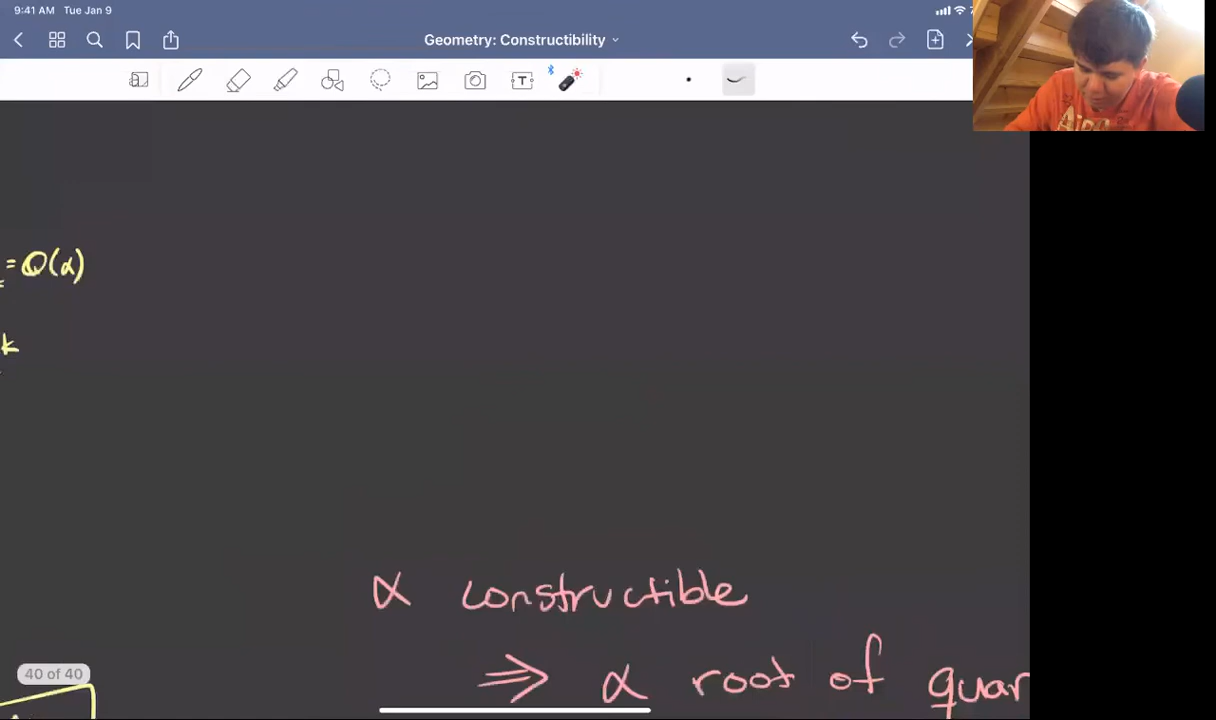 9:41 AM Tue Jan 9
Geometry: Constructibility
= Q(α)
k
α constructible
⇒ α root of quar
40 of 40